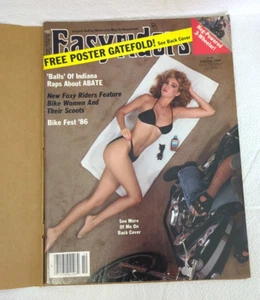 Easyriders
FREE POSTER GATEFOLD! See Back Cover
'Balls' Of Indiana
Raps About ABATE
New Foxy Riders Feature
Bike Women And
Their Scoots
Bike Fest '86
See More
Of Me On
Back Cover